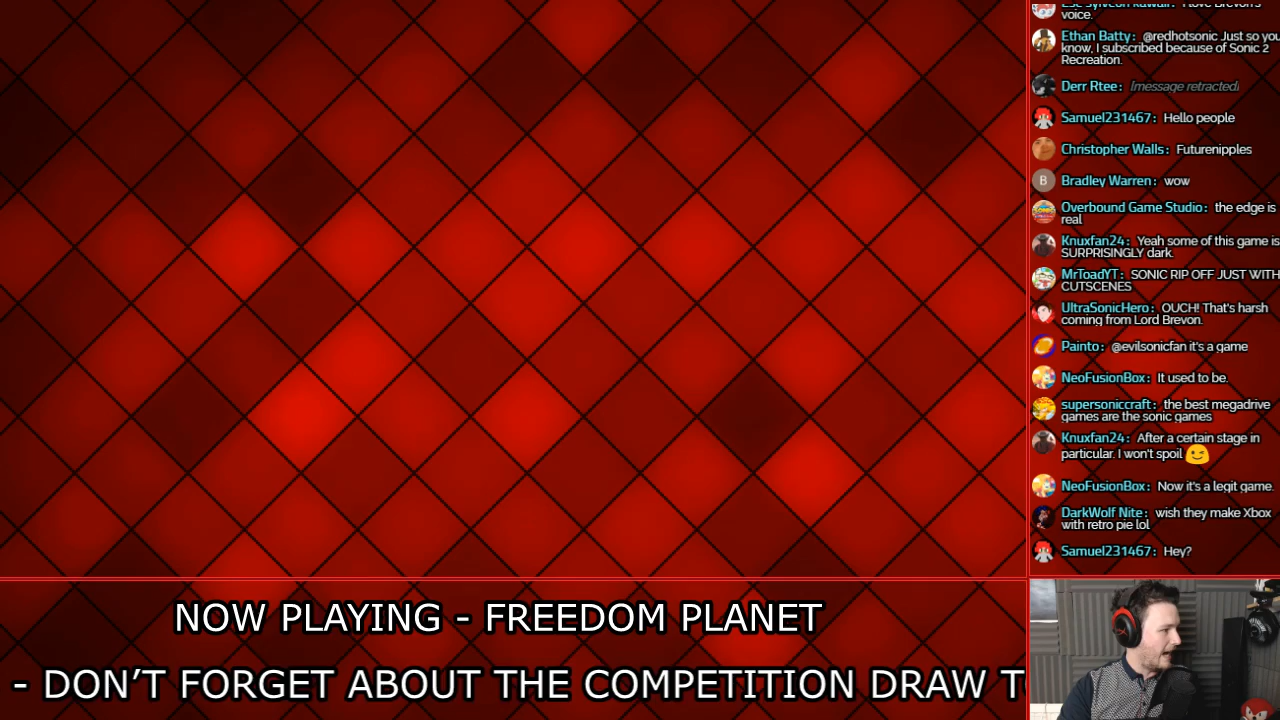 voice.
Ethan Batty: @redhotsonic Just so you
know, I subscribed because of Sonic 2
Recreation.
Derr Rtee: [message retracted]
Samuel231467: Hello people
Christopher Walls: Futurenipples
B Bradley Warren: wow
Overbound Game Studio: the edge is
real
Knuxfan24: Yeah some of this game is
SURPRISINGLY dark.
MrToadYT: SONIC RIP OFF JUST WITH
CUTSCENES
UltraSonicHero: OUCH! That's harsh
coming from Lord Brevon.
Painto: @evilsonicfan it's a game
NeoFusionBox: It used to be.
supersoniccraft: the best megadrive
games are the sonic games
Knuxfan24: After a certain stage in
particular. I won't spoil
NeoFusionBox: Now it's a legit game.
DarkWolf Nite: wish they make Xbox
with retro pie lol
Samuel231467: Hey?
NOW PLAYING - FREEDOM PLANET
- DON'T FORGET ABOUT THE COMPETITION DRAW T